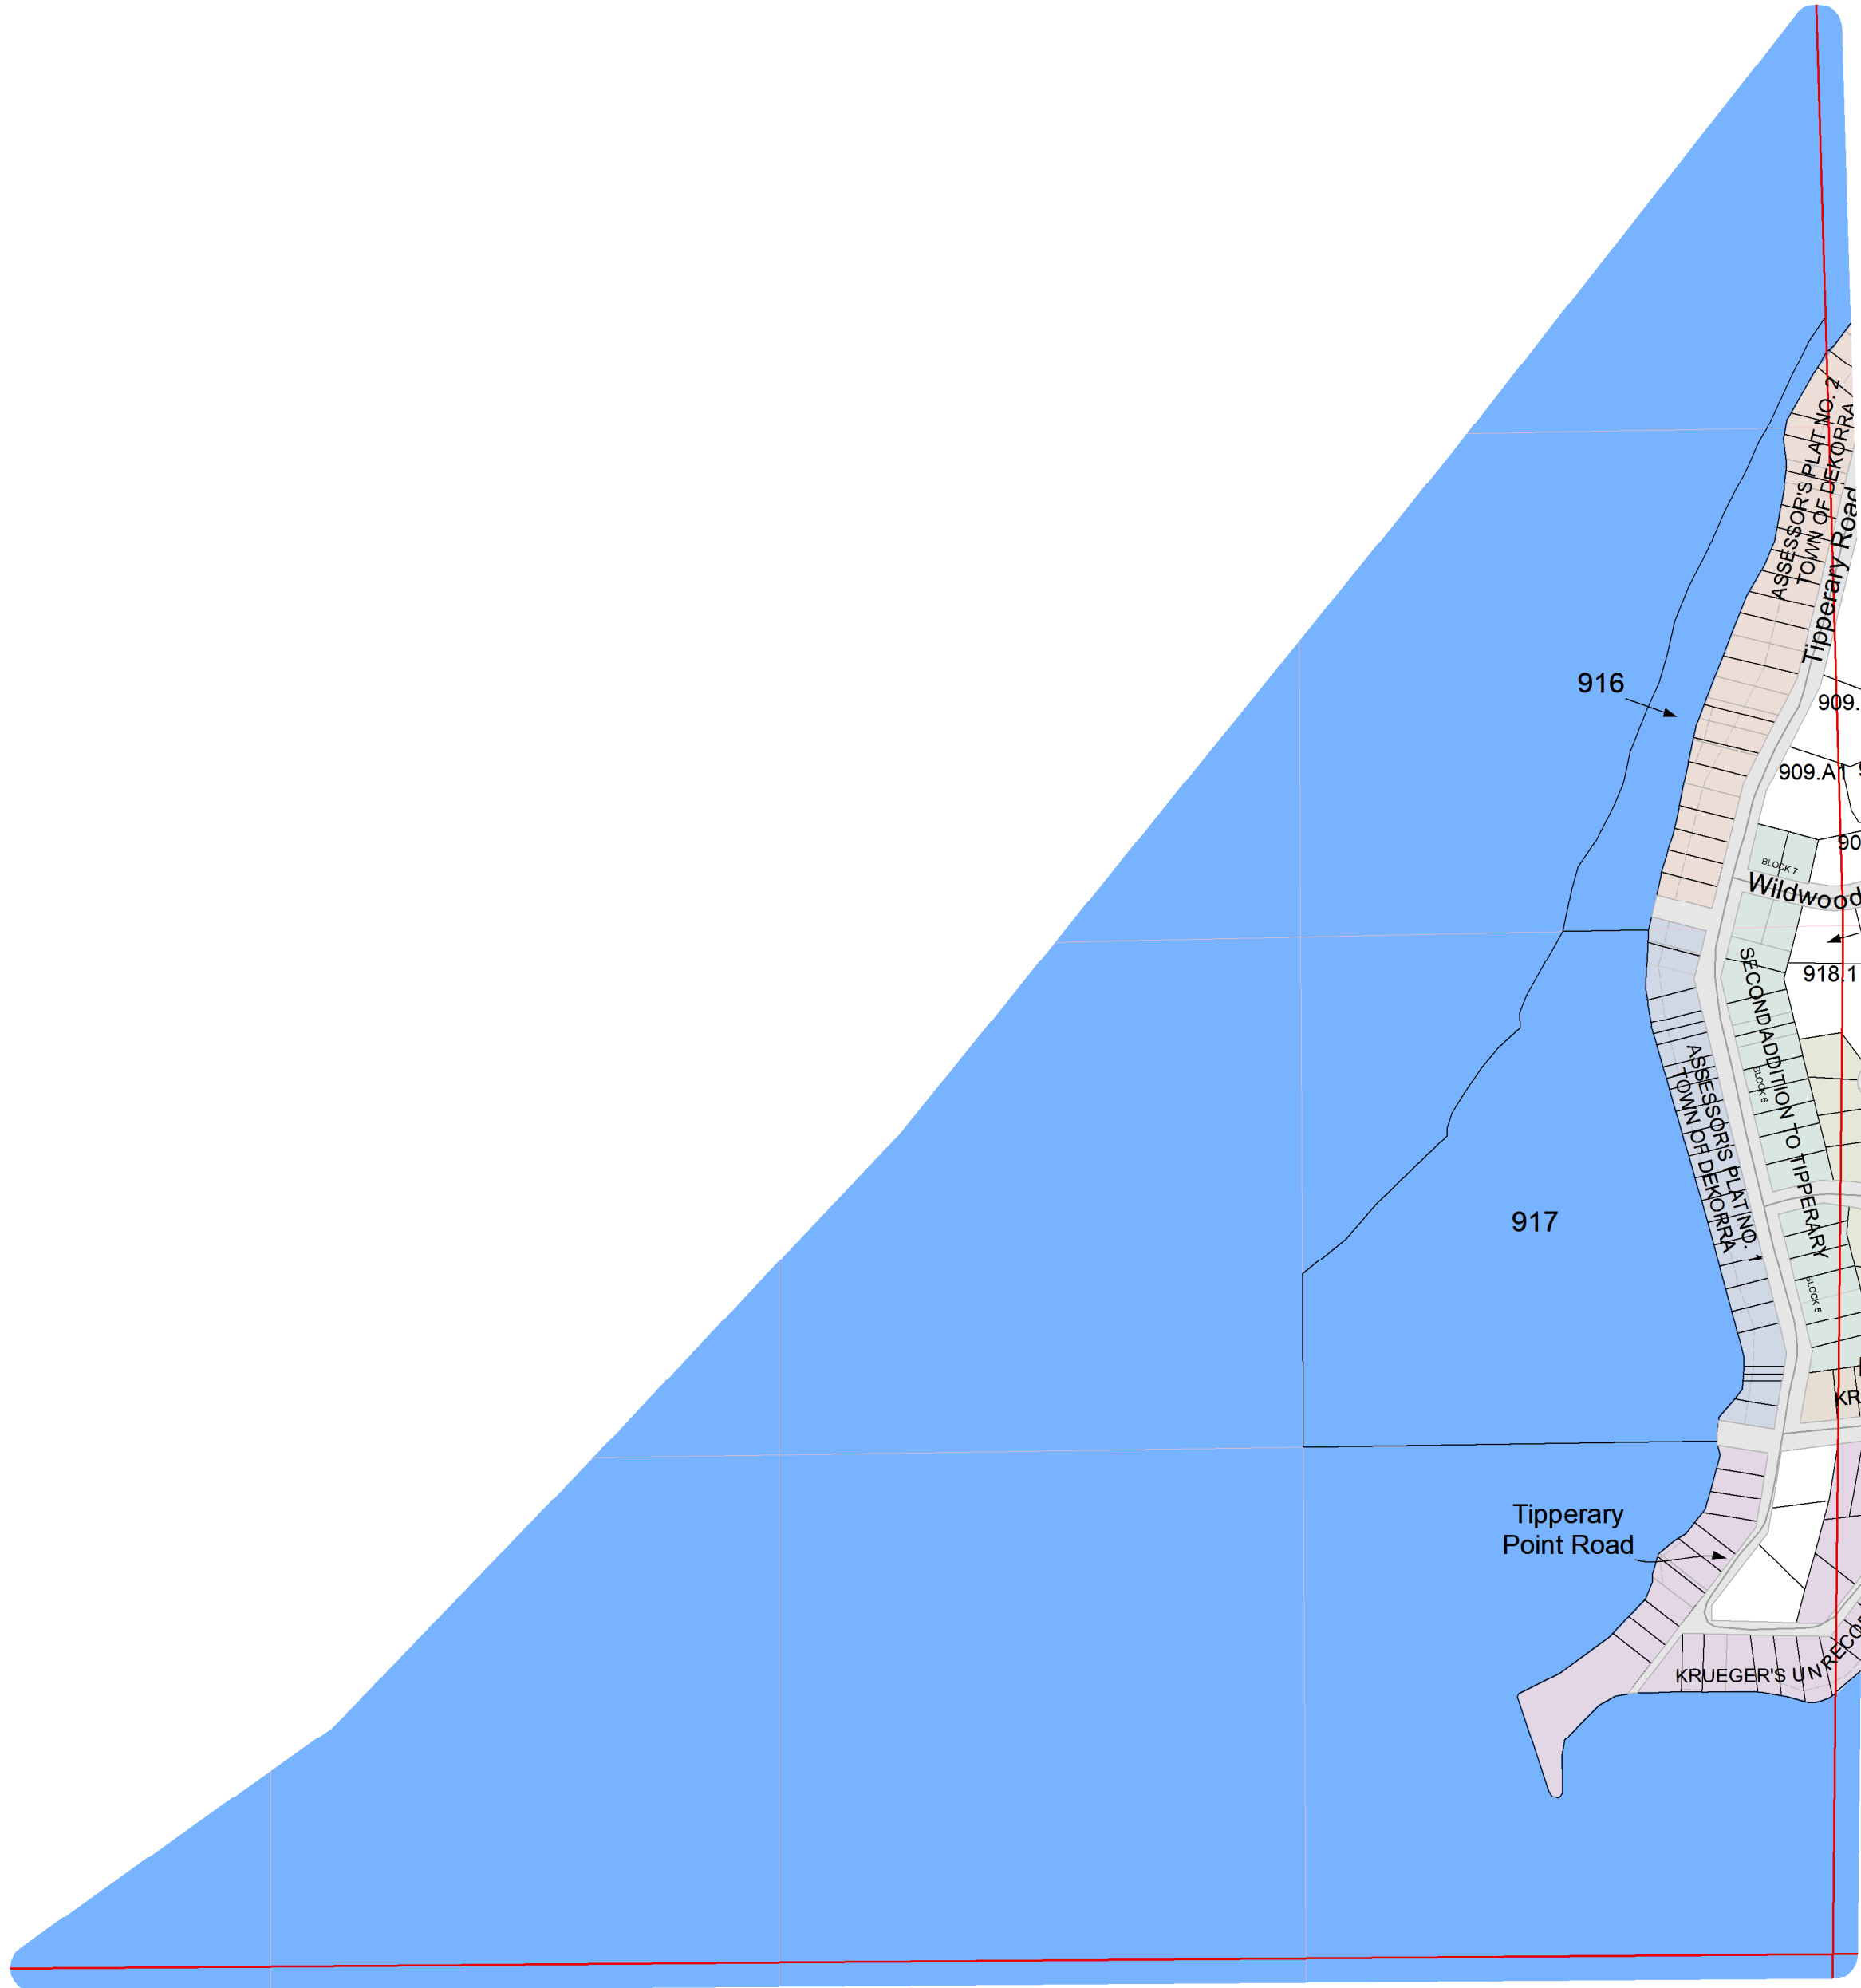 ASSESSOR'S PLAT NO. 2
TOWN OF DEKORRA
Tipperary Road
916
909.
909.A1
90
BLOCK 7
Wildwood
918.1
SECOND ADDITION TO TIPPERARY
BLOCK 6
ASSESSOR'S PLAT NO. 1
TOWN OF DEKORRA
917
BLOCK 5
KR
Tipperary
Point Road
KRUEGER'S UNRECO